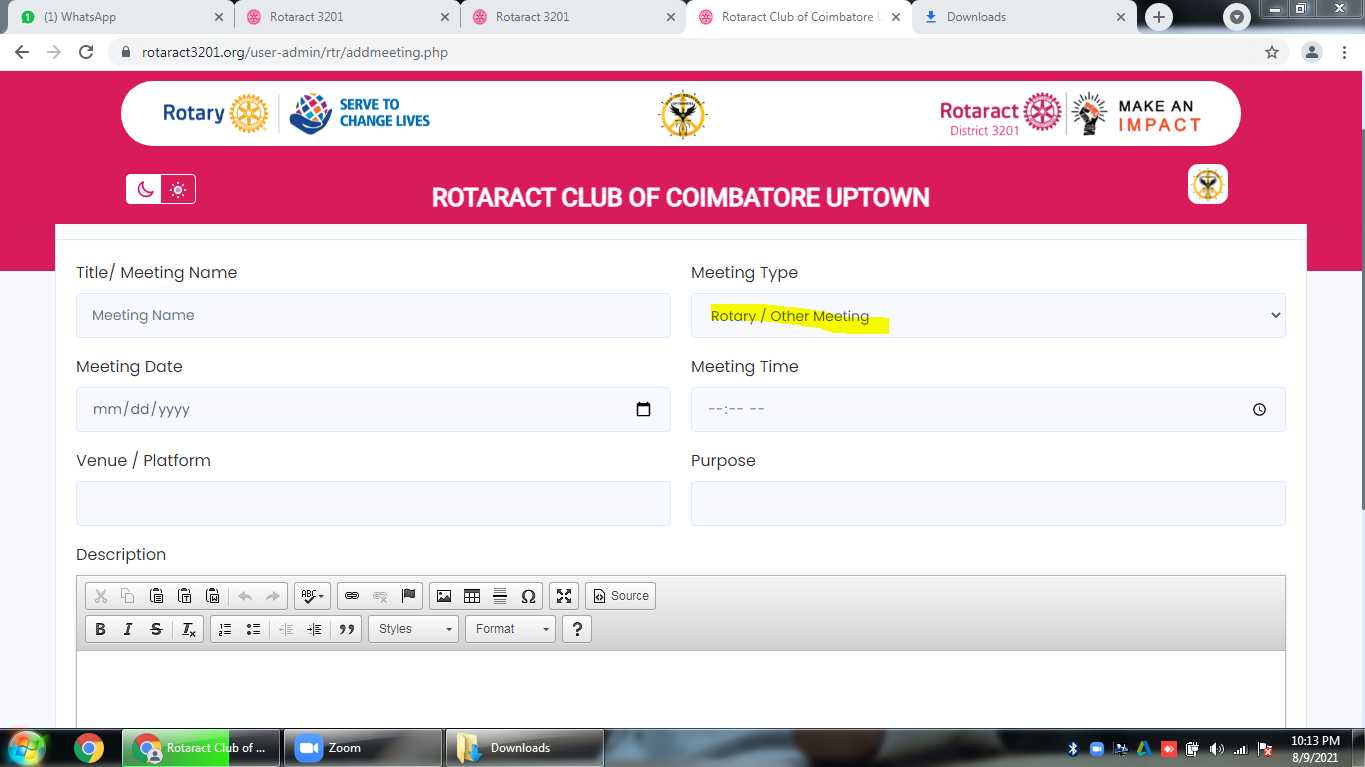 (1) WhatsApp
Rotaract 3201
Rotaract 3201
Rotaract Club of Coimbatore U
Downloads
rotaract3201.org/user-admin/rtr/addmeeting.php
Rotary
SERVE TO
CHANGE LIVES
Rotaract
District 3201
MAKE AN
IMPACT
ROTARACT CLUB OF COIMBATORE UPTOWN
Title/ Meeting Name
Meeting Type
Meeting Name
Rotary / Other Meeting
Meeting Date
Meeting Time
mm/dd/yyyy
--:-- --
Venue / Platform
Purpose
Description
Source
Styles
Format
Rotaract Club of ...
Zoom
Downloads
10:13 PM
8/9/2021